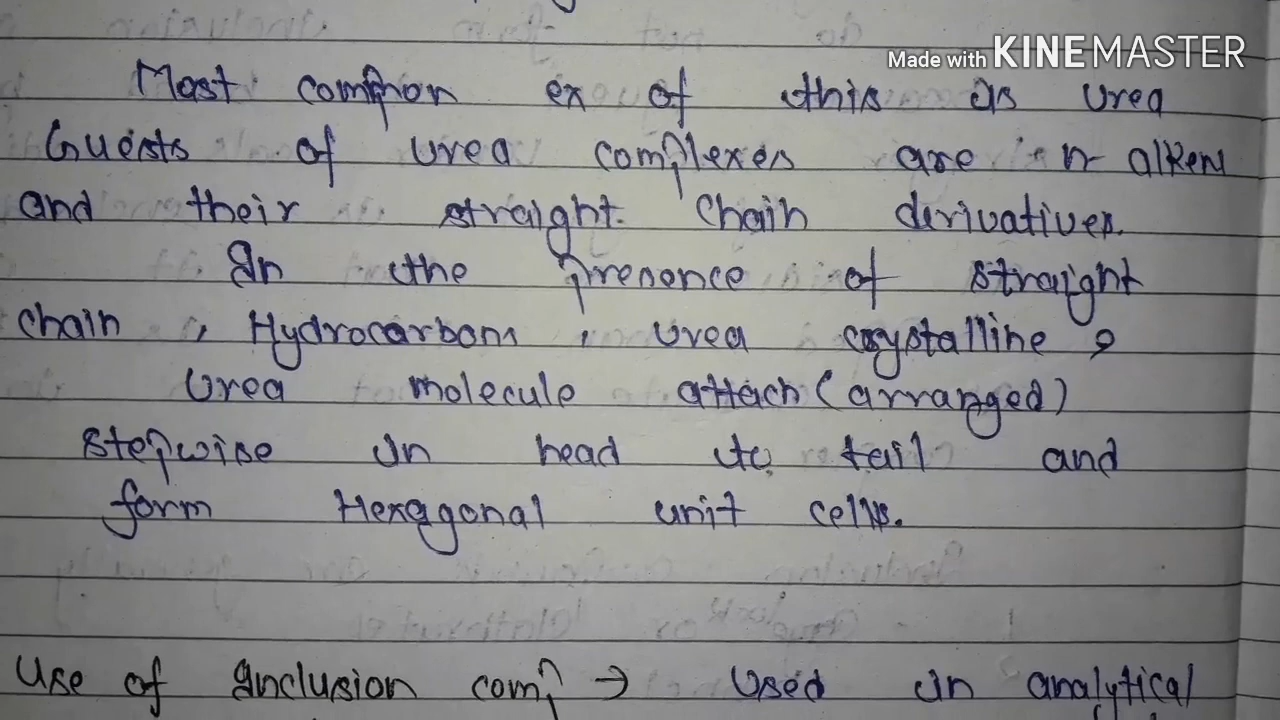 Made with KINEMASTER
Most common ex of this is urea
Guests of urea complexes are n-alkens
and their straight chain derivatives.
In the presence of straight
chain, Hydrocarbons, urea crystalline,
Urea molecule attach (arranged)
stepwise in head to tail and
form Hexagonal unit cells.
Use of Inclusion comp → Used in analytical